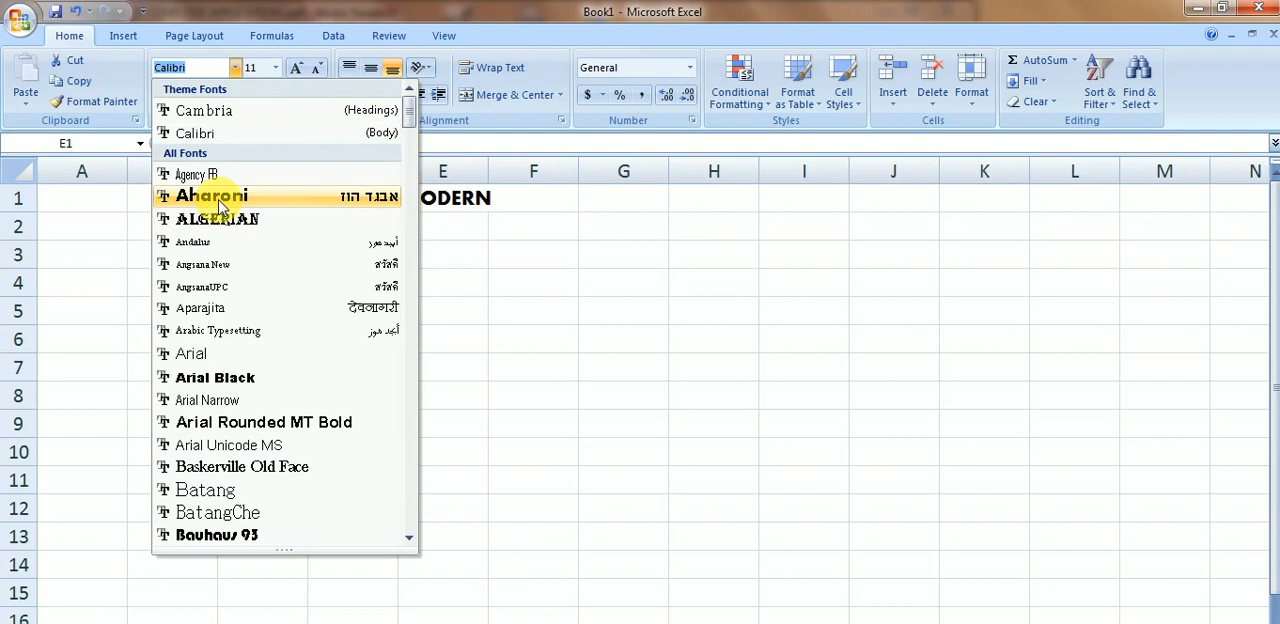 Book1 - Microsoft Excel
Home Insert Page Layout Formulas Data Review View
Paste
Cut
Copy
Format Painter
Clipboard
Calibri 11
Wrap Text
Merge & Center
Alignment
General
$ % ,
Number
Conditional Formatting
Format as Table
Cell Styles
Styles
Insert Delete Format
Cells
Σ AutoSum
Fill
Clear
Sort & Filter
Find & Select
Editing
E1
Theme Fonts
Cambria (Headings)
Calibri (Body)
All Fonts
Agency FB
Aharoni אבגד הוז
ALGERIAN
Andalus أبجد هوز
Angsana New สวัสดี
AngsanaUPC สวัสดี
Aparajita देवनागरी
Arabic Typesetting أبجد هوز
Arial
Arial Black
Arial Narrow
Arial Rounded MT Bold
Arial Unicode MS
Baskerville Old Face
Batang
BatangChe
Bauhaus 93
A E F G H I J K L M N
1 ODERN
2
3
4
5
6
7
8
9
10
11
12
13
14
15
16